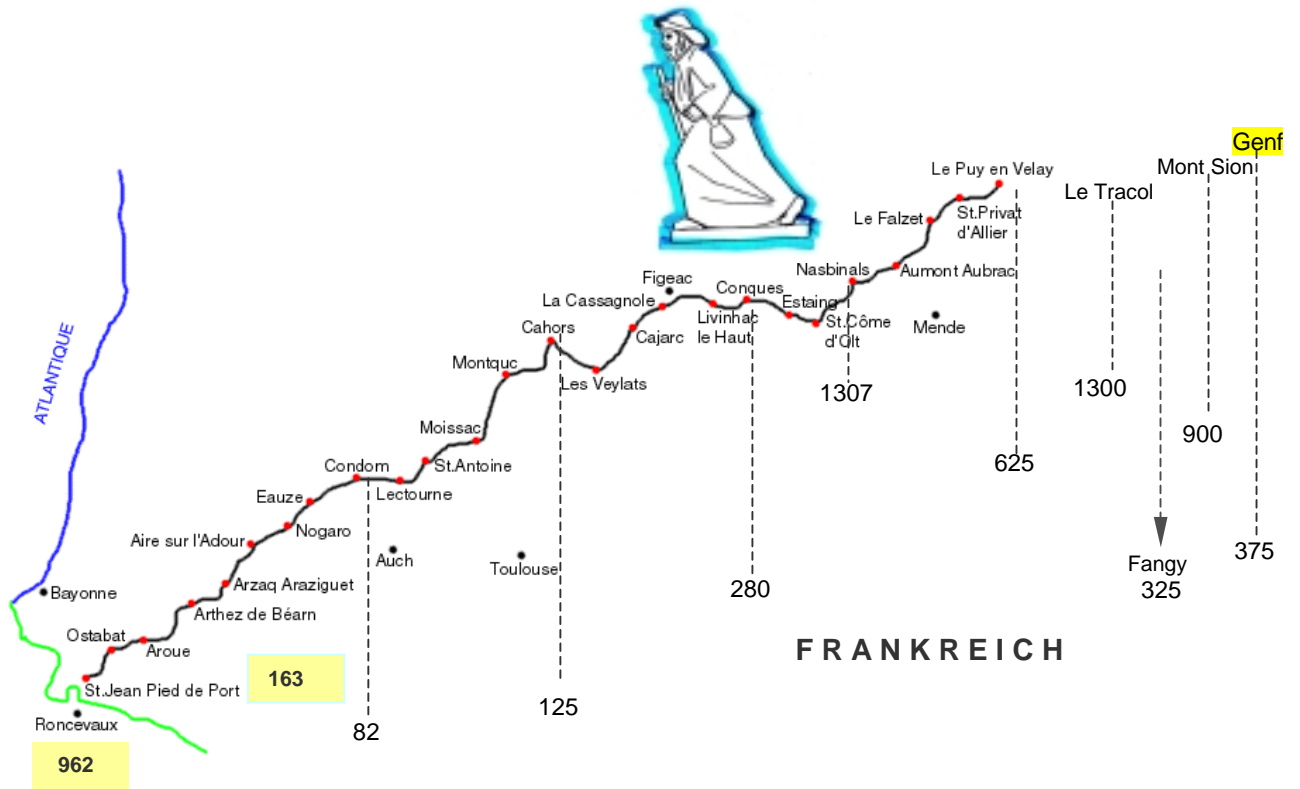 Genf
Mont Sion
Le Puy en Velay
Le Tracol
St.Privat
d'Allier
Le Falzet
Nasbinals
Aumont Aubrac
Figeac
Conques
La Cassagnole
Estaing
Livinhac
le Haut
St.Côme
d'Olt
Mende
Cahors
Cajarc
Montquc
Les Veylats
1307
1300
900
Moissac
St.Antoine
625
Condom
Lectourne
Eauze
Nogaro
Aire sur l'Adour
Auch
Toulouse
375
Fangy
325
ATLANTIQUE
Bayonne
Arzaq Araziguet
Arthez de Béarn
280
Ostabat
Aroue
FRANKREICH
163
St.Jean Pied de Port
125
Roncevaux
82
962